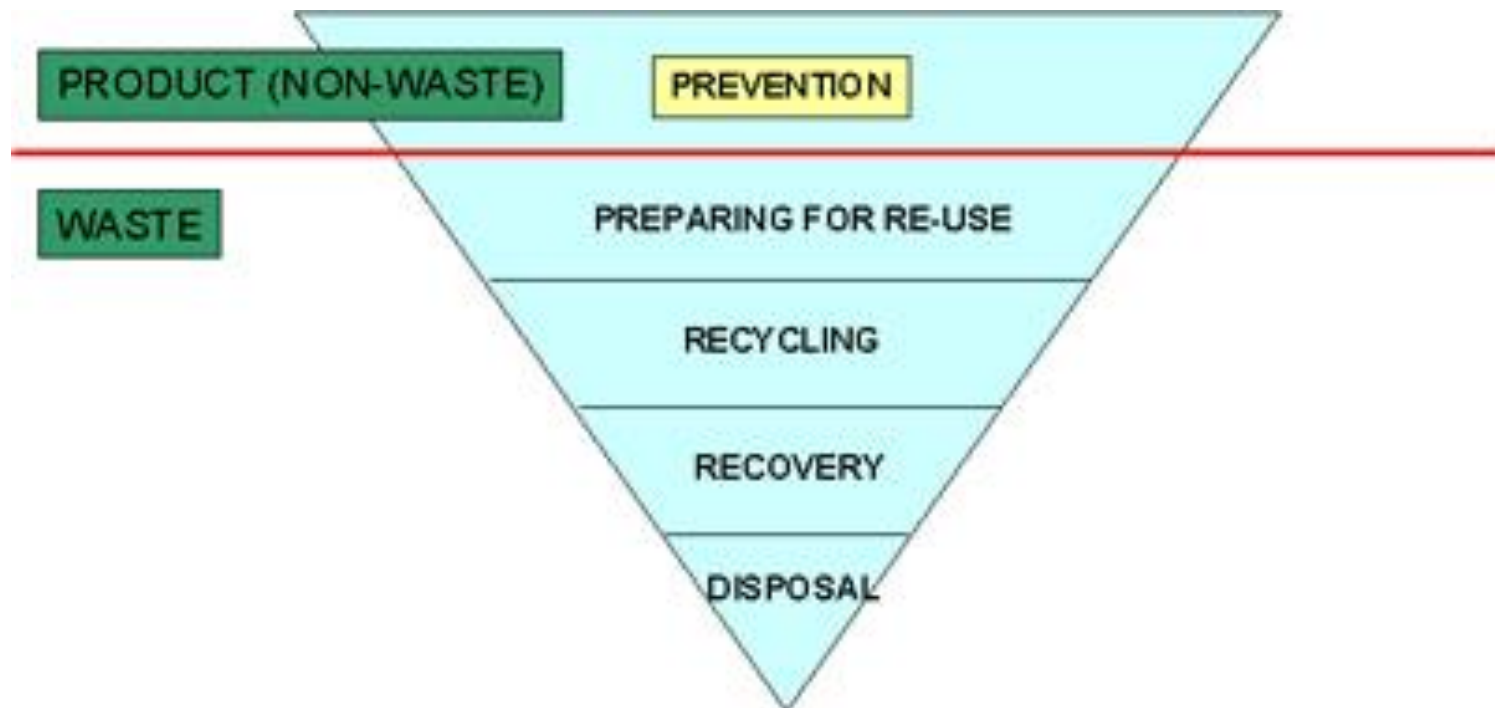 PRODUCT (NON-WASTE)
PREVENTION
WASTE
PREPARING FOR RE-USE
RECYCLING
RECOVERY
DISPOSAL